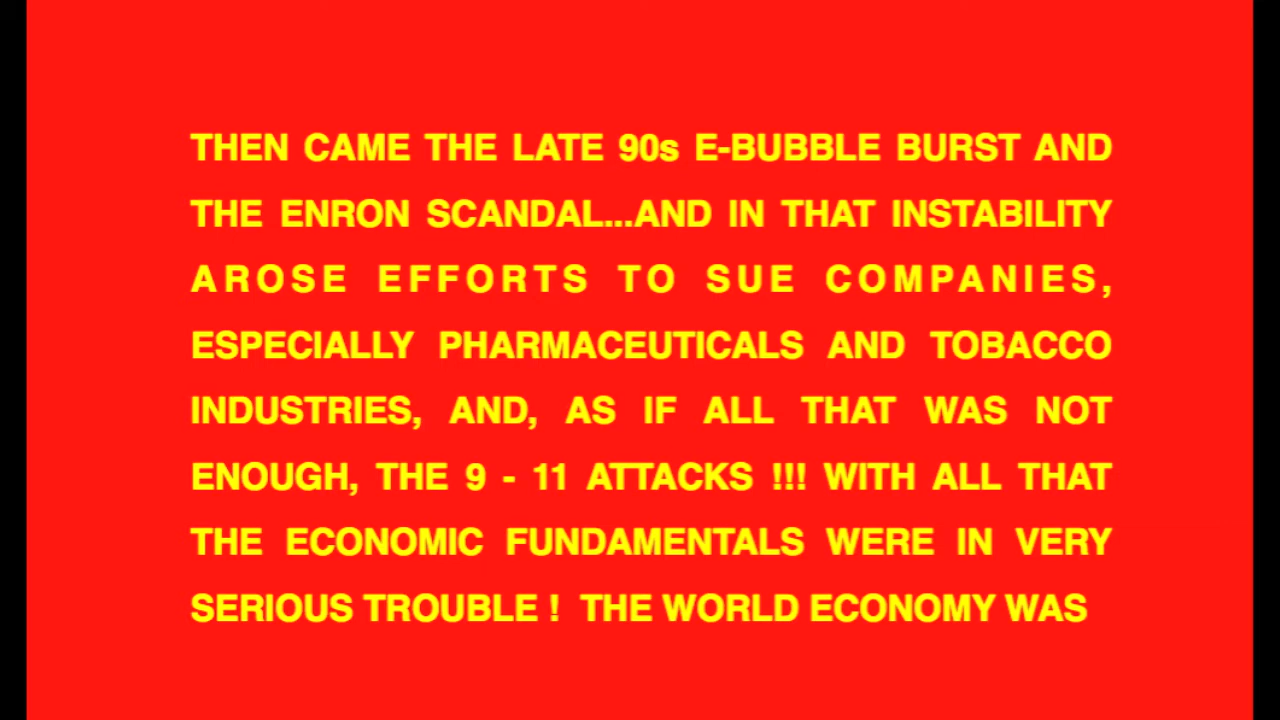 THEN CAME THE LATE 90s E-BUBBLE BURST AND
THE ENRON SCANDAL...AND IN THAT INSTABILITY
AROSE EFFORTS TO SUE COMPANIES,
ESPECIALLY PHARMACEUTICALS AND TOBACCO
INDUSTRIES, AND, AS IF ALL THAT WAS NOT
ENOUGH, THE 9 - 11 ATTACKS !!! WITH ALL THAT
THE ECONOMIC FUNDAMENTALS WERE IN VERY
SERIOUS TROUBLE !  THE WORLD ECONOMY WAS